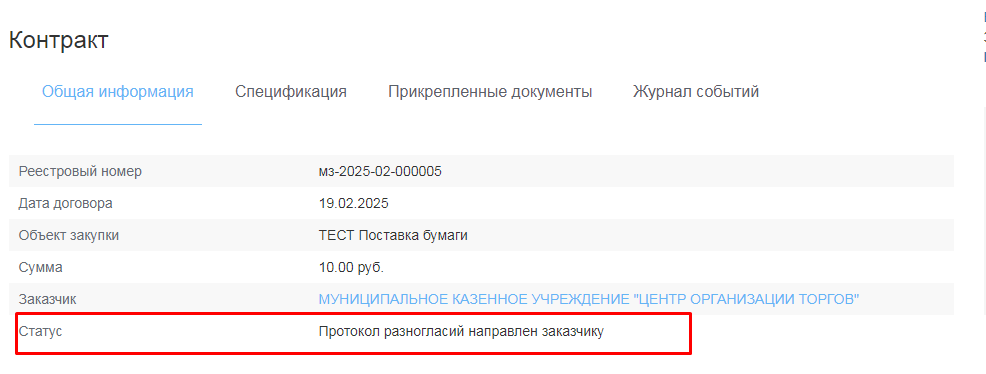 Контракт
Общая информация Спецификация Прикрепленные документы Журнал событий
Реестровый номер мз-2025-02-000005
Дата договора 19.02.2025
Объект закупки ТЕСТ Поставка бумаги
Сумма 10.00 руб.
Заказчик МУНИЦИПАЛЬНОЕ КАЗЕННОЕ УЧРЕЖДЕНИЕ "ЦЕНТР ОРГАНИЗАЦИИ ТОРГОВ"
Статус Протокол разногласий направлен заказчику